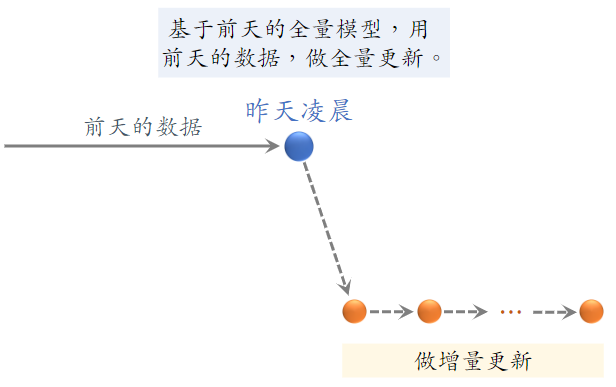 基于前天的全量模型，用
前天的数据，做全量更新。
昨天凌晨
前天的数据
...
做增量更新